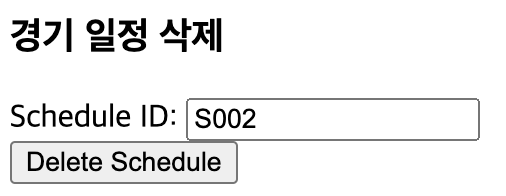 경기 일정 삭제
Schedule ID: S002
Delete Schedule